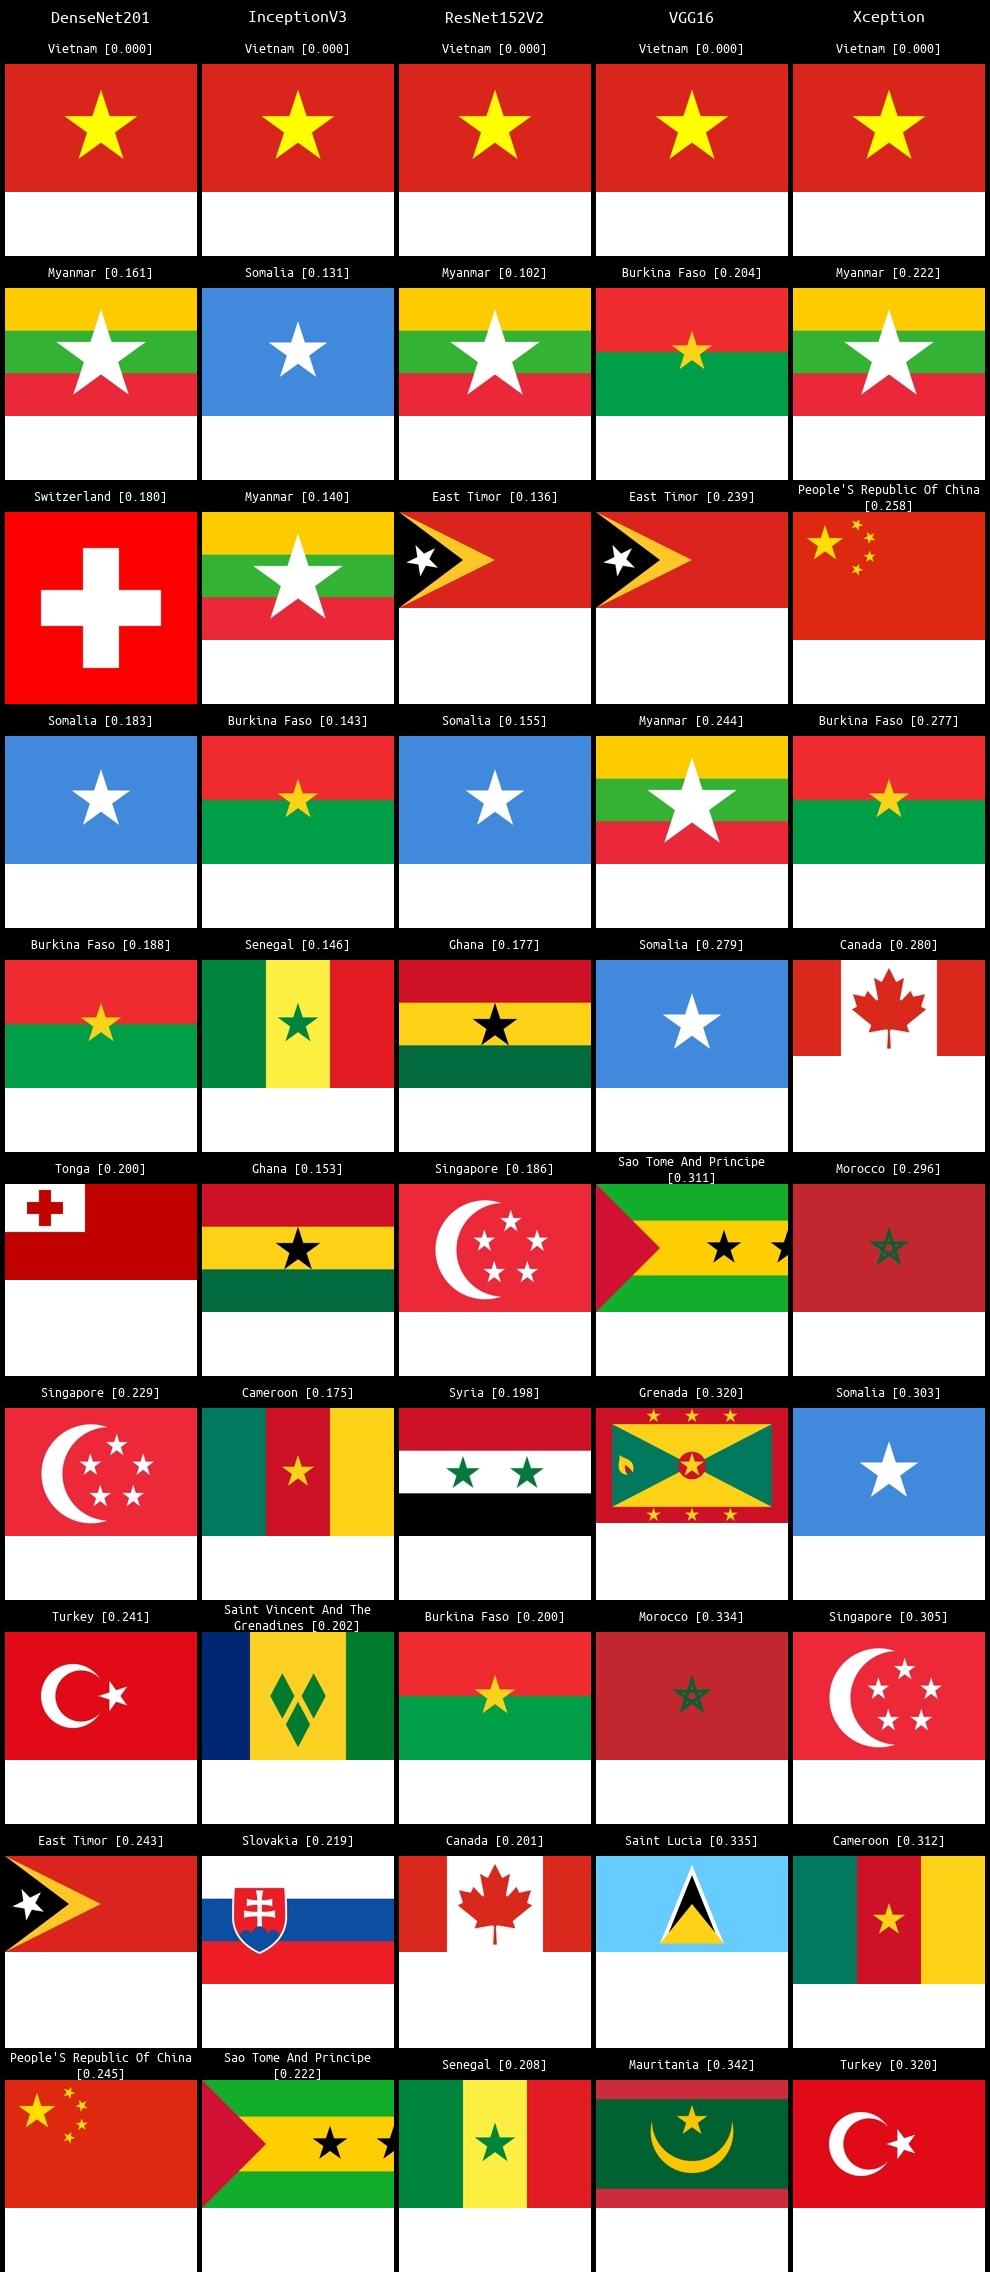 DenseNet201 InceptionV3 ResNet152V2 VGG16 Xception
Vietnam [0.000] Vietnam [0.000] Vietnam [0.000] Vietnam [0.000] Vietnam [0.000]
Myanmar [0.161] Somalia [0.131] Myanmar [0.102] Burkina Faso [0.204] Myanmar [0.222]
Switzerland [0.180] Myanmar [0.140] East Timor [0.136] East Timor [0.239] People'S Republic Of China
[0.258]
Somalia [0.183] Burkina Faso [0.143] Somalia [0.155] Myanmar [0.244] Burkina Faso [0.277]
Burkina Faso [0.188] Senegal [0.146] Ghana [0.177] Somalia [0.279] Canada [0.280]
Tonga [0.200] Ghana [0.153] Singapore [0.186] Sao Tome And Principe
[0.311] Morocco [0.296]
Singapore [0.229] Cameroon [0.175] Syria [0.198] Grenada [0.320] Somalia [0.303]
Turkey [0.241] Saint Vincent And The
Grenadines [0.202] Burkina Faso [0.200] Morocco [0.334] Singapore [0.305]
East Timor [0.243] Slovakia [0.219] Canada [0.201] Saint Lucia [0.335] Cameroon [0.312]
People'S Republic Of China
[0.245] Sao Tome And Principe
[0.222] Senegal [0.208] Mauritania [0.342] Turkey [0.320]